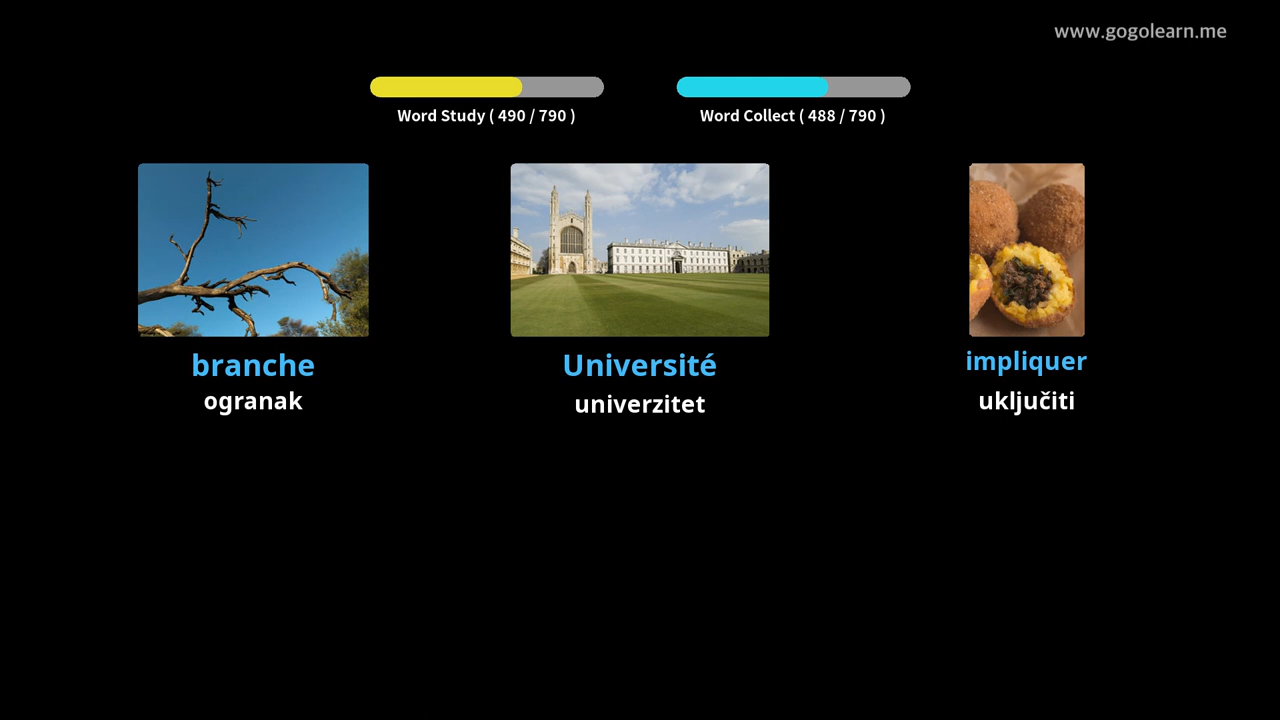 www.gogolearn.me
Word Study ( 490 / 790 )
Word Collect ( 488 / 790 )
branche
ogranak
Université
univerzitet
impliquer
uključiti